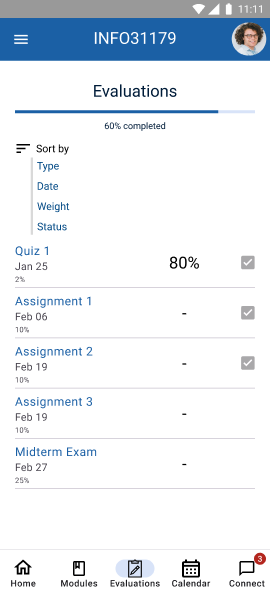 11:11
INFO31179
Evaluations
60% completed
Sort by
Type
Date
Weight
Status
Quiz 1
Jan 25
80%
2%
Assignment 1
Feb 06
-
10%
Assignment 2
Feb 19
-
10%
Assignment 3
Feb 19
-
10%
Midterm Exam
Feb 27
-
25%
3
Home Modules Evaluations Calendar Connect